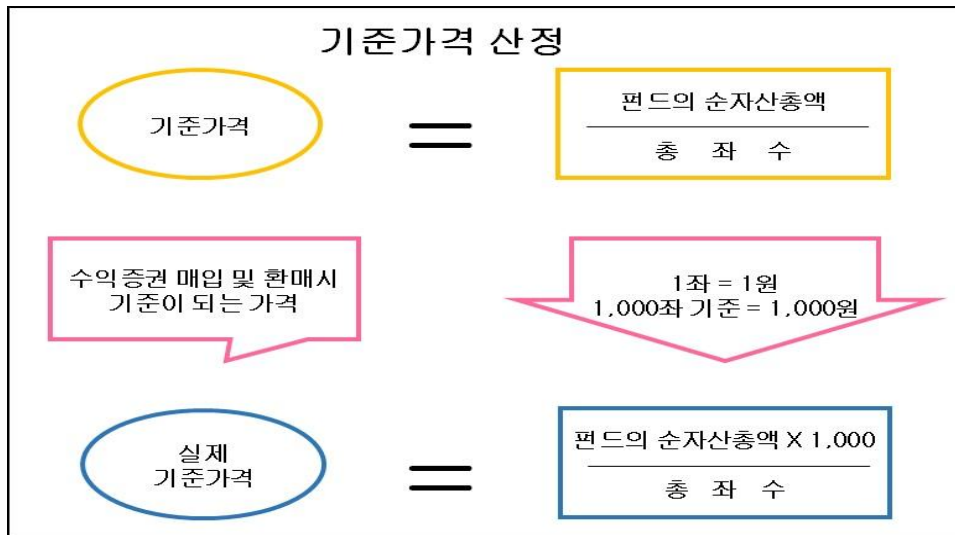 기준가격 산정
기준가격
=
펀드의 순자산총액
총 좌 수
수익증권 매입 및 환매시
기준이 되는 가격
1좌 = 1원
1,000좌 기준 = 1,000원
실제
기준가격
=
펀드의 순자산총액 X 1,000
총 좌 수